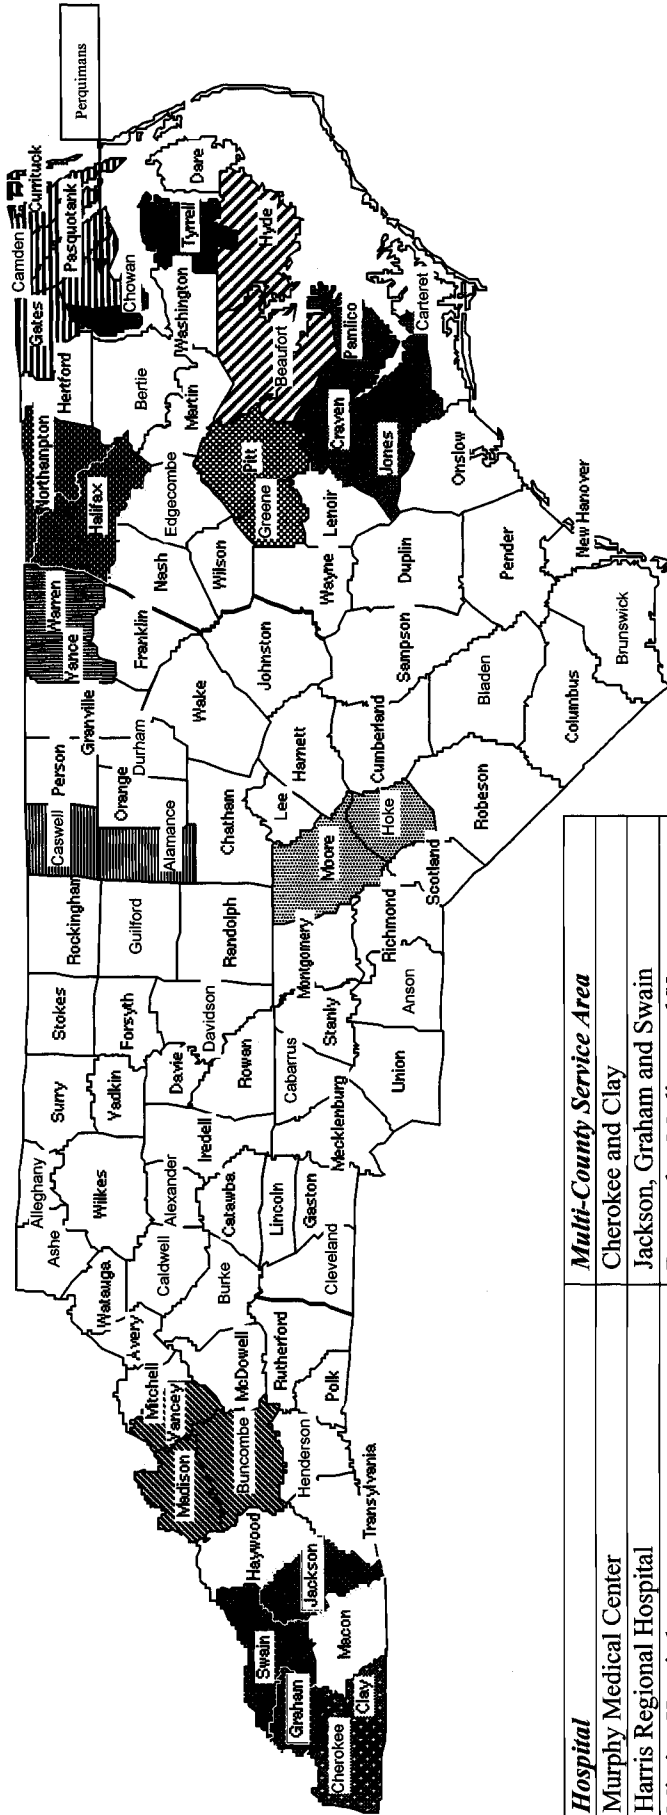 Perquimans
Camden
Currituck
Gates
Pasquotank
Alleghany
Ashe
Surry
Stokes
Rockingham
Caswell
Person
Granville
Vance
Warren
Northampton
Hertford
Halifax
Chowan
Watauga
Wilkes
Yadkin
Forsyth
Guilford
Alamance
Orange
Durham
Franklin
Nash
Edgecombe
Bertie
Martin
Washington
Tyrrell
Dare
Mitchell
Avery
Caldwell
Alexander
Iredell
Davie
Davidson
Randolph
Chatham
Wake
Wilson
Pitt
Beaufort
Hyde
Madison
Yancey
McDowell
Burke
Catawba
Rowan
Johnston
Greene
Swain
Haywood
Buncombe
Rutherford
Lincoln
Cabarrus
Montgomery
Moore
Lee
Harnett
Wayne
Lenoir
Craven
Pamlico
Graham
Jackson
Henderson
Polk
Cleveland
Gaston
Mecklenburg
Stanly
Cherokee
Clay
Macon
Transylvania
Union
Anson
Richmond
Scotland
Hoke
Cumberland
Sampson
Duplin
Jones
Carteret
Onslow
Robeson
Bladen
Pender
Columbus
Brunswick
New Hanover
Hospital Multi-County Service Area
Murphy Medical Center Cherokee and Clay
Harris Regional Hospital Jackson, Graham and Swain